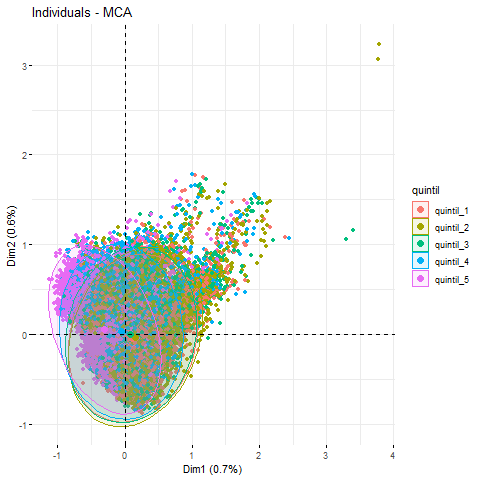 Individuals - MCA
3
2
1
0
-1
Dim2 (0.6%)
-1
0
1
2
3
4
Dim1 (0.7%)
quintil
quintil_1
quintil_2
quintil_3
quintil_4
quintil_5